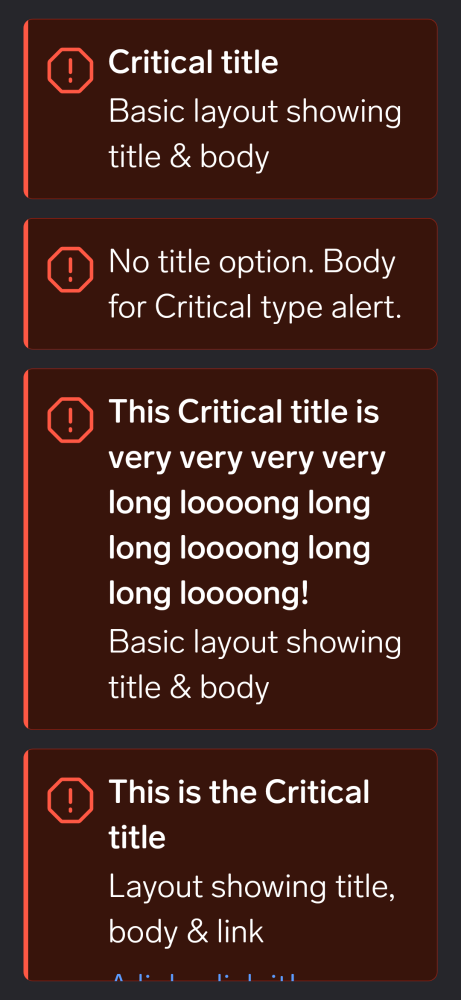 Critical title
Basic layout showing
title & body
No title option. Body
for Critical type alert.
This Critical title is
very very very very
long loooong long
long loooong long
long loooong!
Basic layout showing
title & body
This is the Critical
title
Layout showing title,
body & link